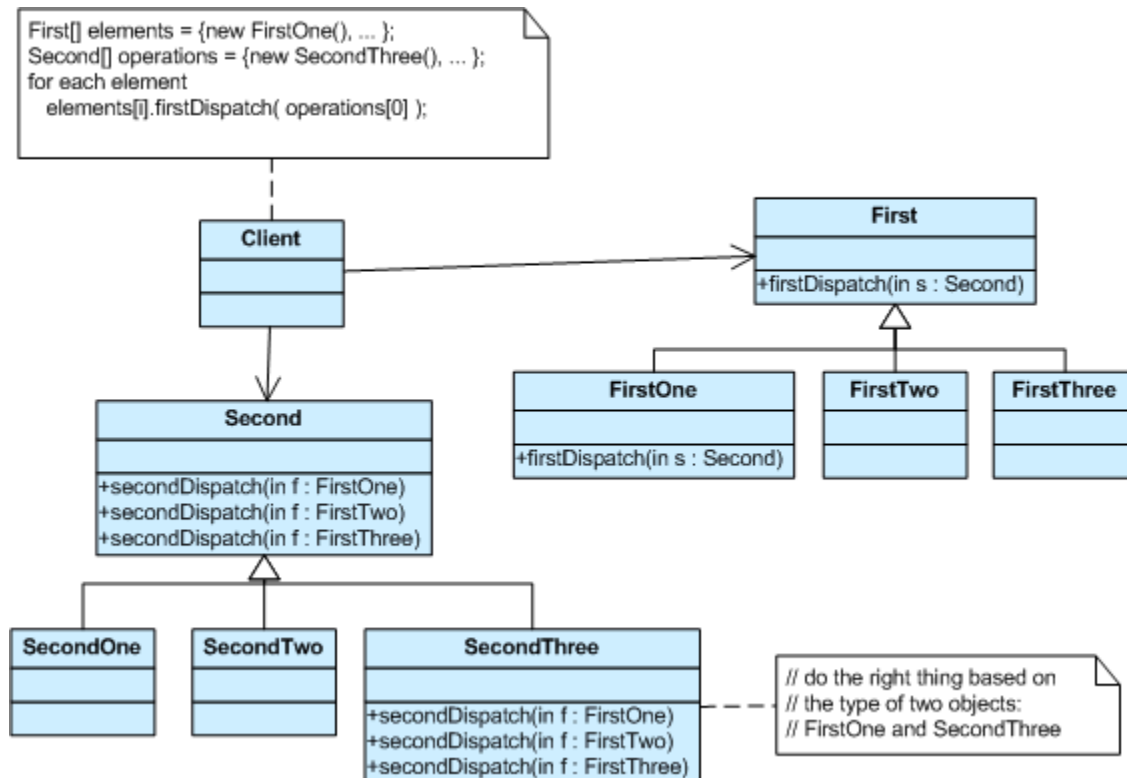 First[] elements = {new FirstOne(), ... };
Second[] operations = {new SecondThree(), ... };
for each element
elements[i].firstDispatch( operations[0] );
Client
First
+firstDispatch(in s : Second)
FirstOne
+firstDispatch(in s : Second)
FirstTwo
FirstThree
Second
+secondDispatch(in f : FirstOne)
+secondDispatch(in f : FirstTwo)
+secondDispatch(in f : FirstThree)
SecondOne
SecondTwo
SecondThree
+secondDispatch(in f : FirstOne)
+secondDispatch(in f : FirstTwo)
+secondDispatch(in f : FirstThree)
// do the right thing based on
// the type of two objects:
// FirstOne and SecondThree